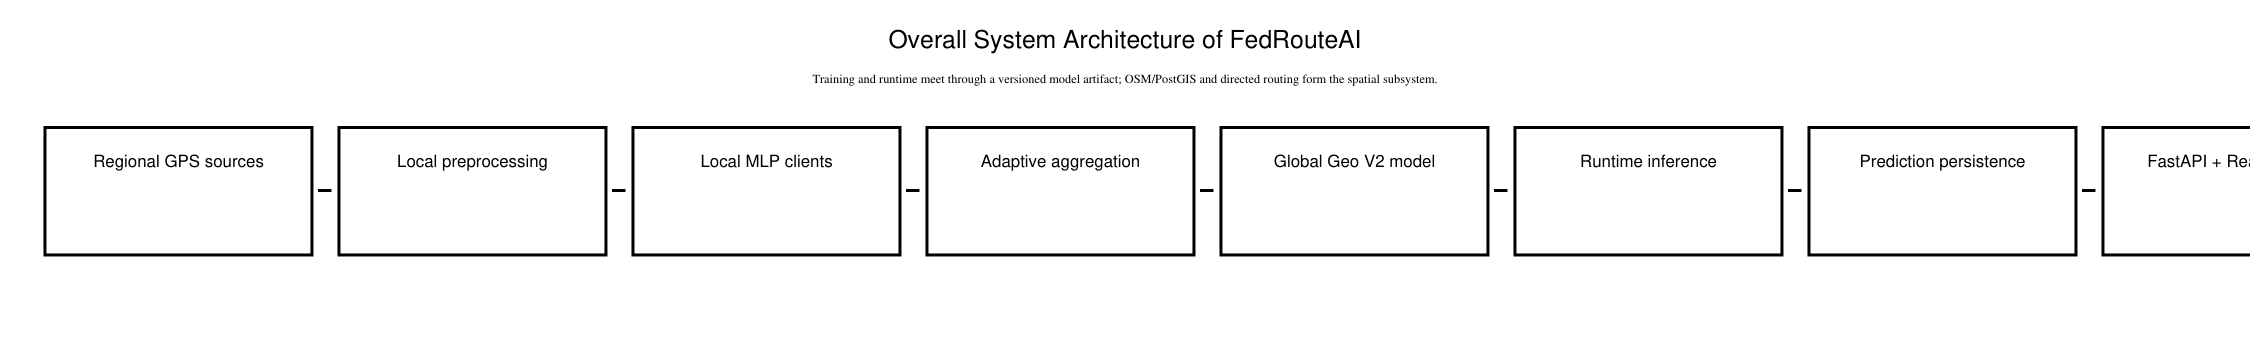 Overall System Architecture of FedRouteAI
Training and runtime meet through a versioned model artifact; OSM/PostGIS and directed routing form the spatial subsystem.
Regional GPS sources
Local preprocessing
Local MLP clients
Adaptive aggregation
Global Geo V2 model
Runtime inference
Prediction persistence
FastAPI +